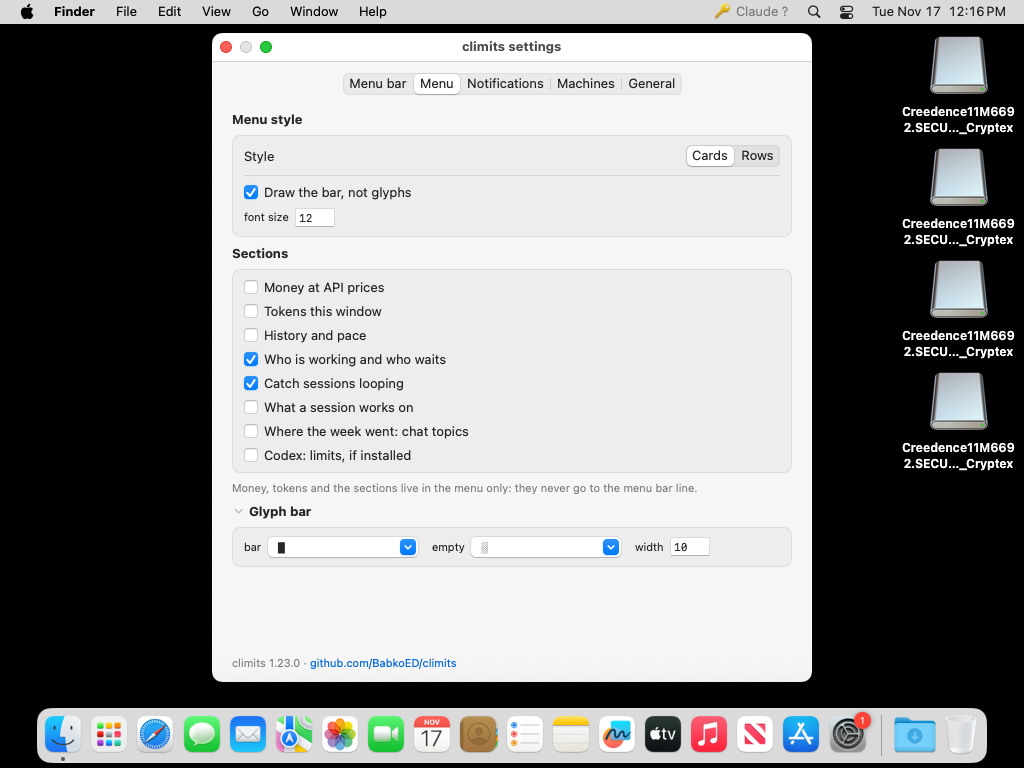 Finder File Edit View Go Window Help Claude ? Tue Nov 17 12:16 PM
climits settings
Menu bar Menu Notifications Machines General
Menu style
Style Cards Rows
Draw the bar, not glyphs
font size 12
Sections
Money at API prices
Tokens this window
History and pace
Who is working and who waits
Catch sessions looping
What a session works on
Where the week went: chat topics
Codex: limits, if installed
Money, tokens and the sections live in the menu only: they never go to the menu bar line.
Glyph bar
bar █ empty ░ width 10
climits 1.23.0 · github.com/BabkoED/climits
Creedence11M669
2.SECU..._Cryptex
Creedence11M669
2.SECU..._Cryptex
Creedence11M669
2.SECU..._Cryptex
Creedence11M669
2.SECU..._Cryptex
NOV
17
tv
1